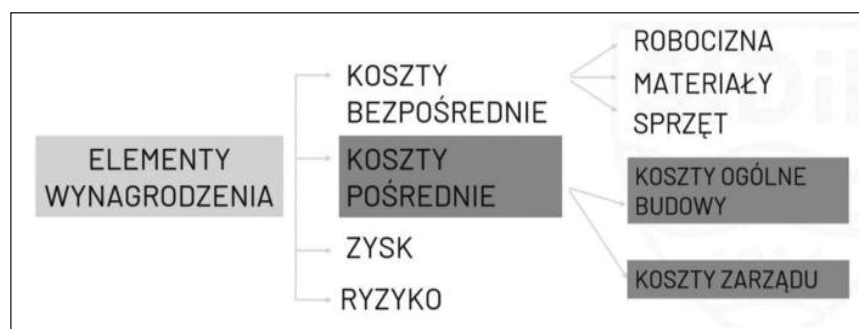 ELEMENTY
WYNAGRODZENIA
KOSZTY
BEZPOŚREDNIE
KOSZTY
POŚREDNIE
ZYSK
RYZYKO
ROBOCIZNA
MATERIAŁY
SPRZĘT
KOSZTY OGÓLNE
BUDOWY
KOSZTY ZARZĄDU